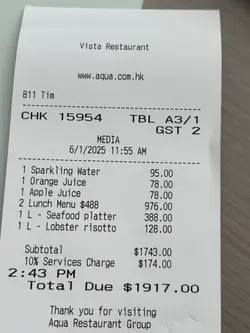 Vista Restaurant
www.aqua.com.hk
811 Tim
CHK 15954 TBL A3/1
GST 2
MEDIA
6/1/2025 11:55 AM
1 Sparkling Water 95.00
1 Orange Juice 78.00
1 Apple Juice 78.00
2 Lunch Menu $488 976.00
1 L - Seafood platter 388.00
1 L - Lobster risotto 128.00
Subtotal $1743.00
10% Services Charge $174.00
2:43 PM
Total Due $1917.00
Thank you for visiting
Aqua Restaurant Group